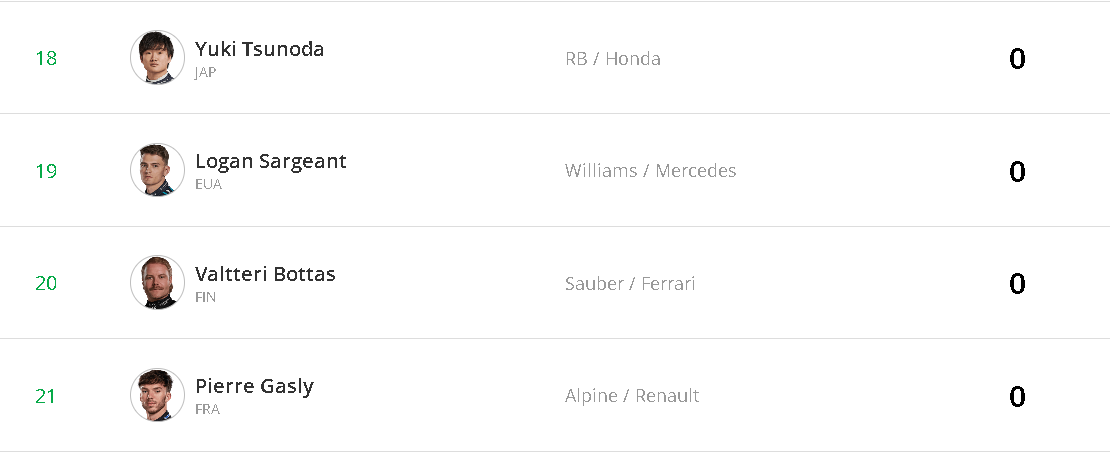 18
Yuki Tsunoda
JAP
RB / Honda
0
19
Logan Sargeant
EUA
Williams / Mercedes
0
20
Valtteri Bottas
FIN
Sauber / Ferrari
0
21
Pierre Gasly
FRA
Alpine / Renault
0